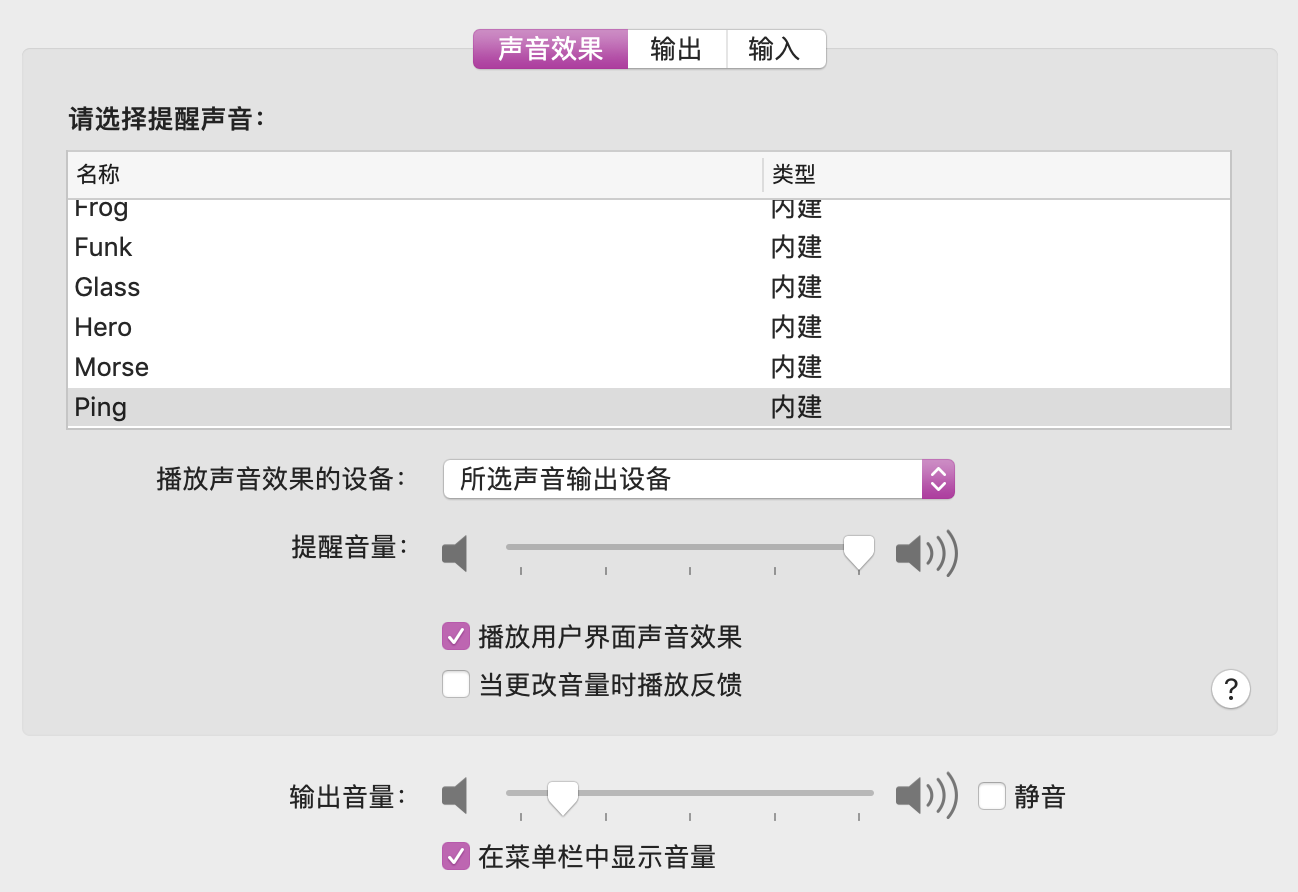 声音效果 输出 输入
请选择提醒声音：
名称 类型
Frog 内建
Funk 内建
Glass 内建
Hero 内建
Morse 内建
Ping 内建
播放声音效果的设备： 所选声音输出设备
提醒音量：
播放用户界面声音效果
当更改音量时播放反馈
?
输出音量： 静音
在菜单栏中显示音量